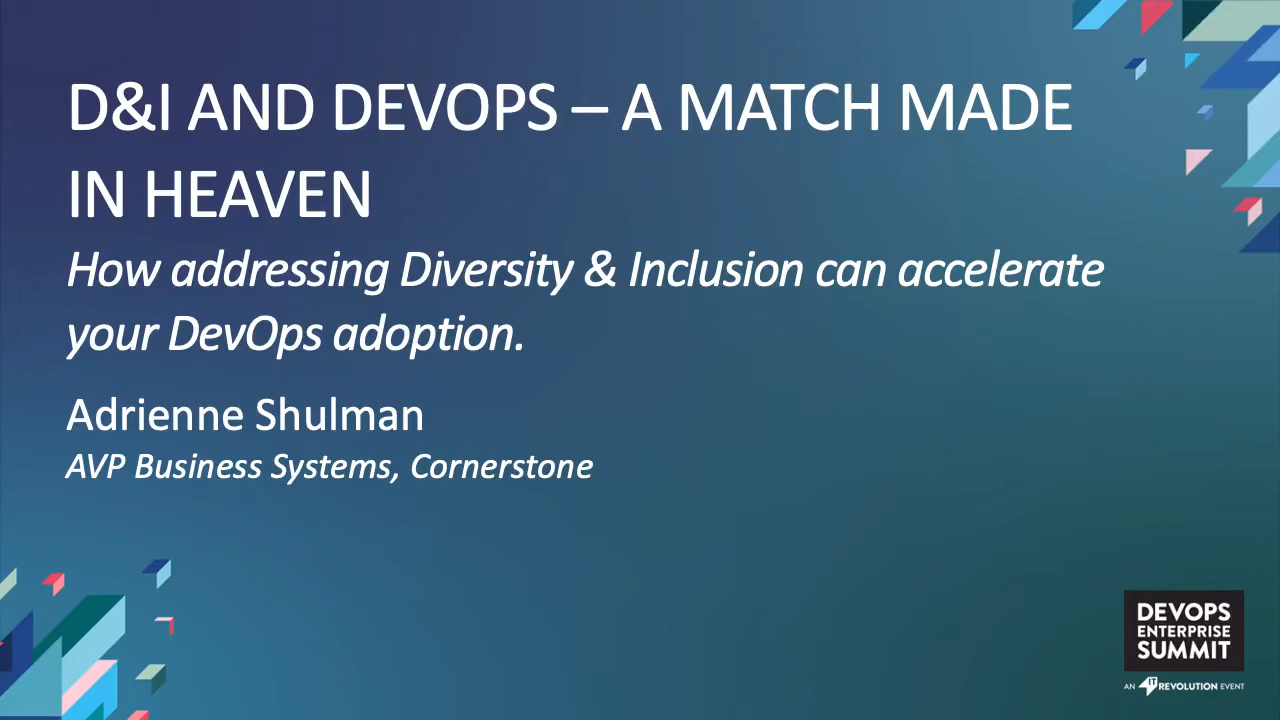 D&I AND DEVOPS – A MATCH MADE
IN HEAVEN
How addressing Diversity & Inclusion can accelerate
your DevOps adoption.
Adrienne Shulman
AVP Business Systems, Cornerstone
DEVOPS
ENTERPRISE
SUMMIT
AN IT REVOLUTION EVENT